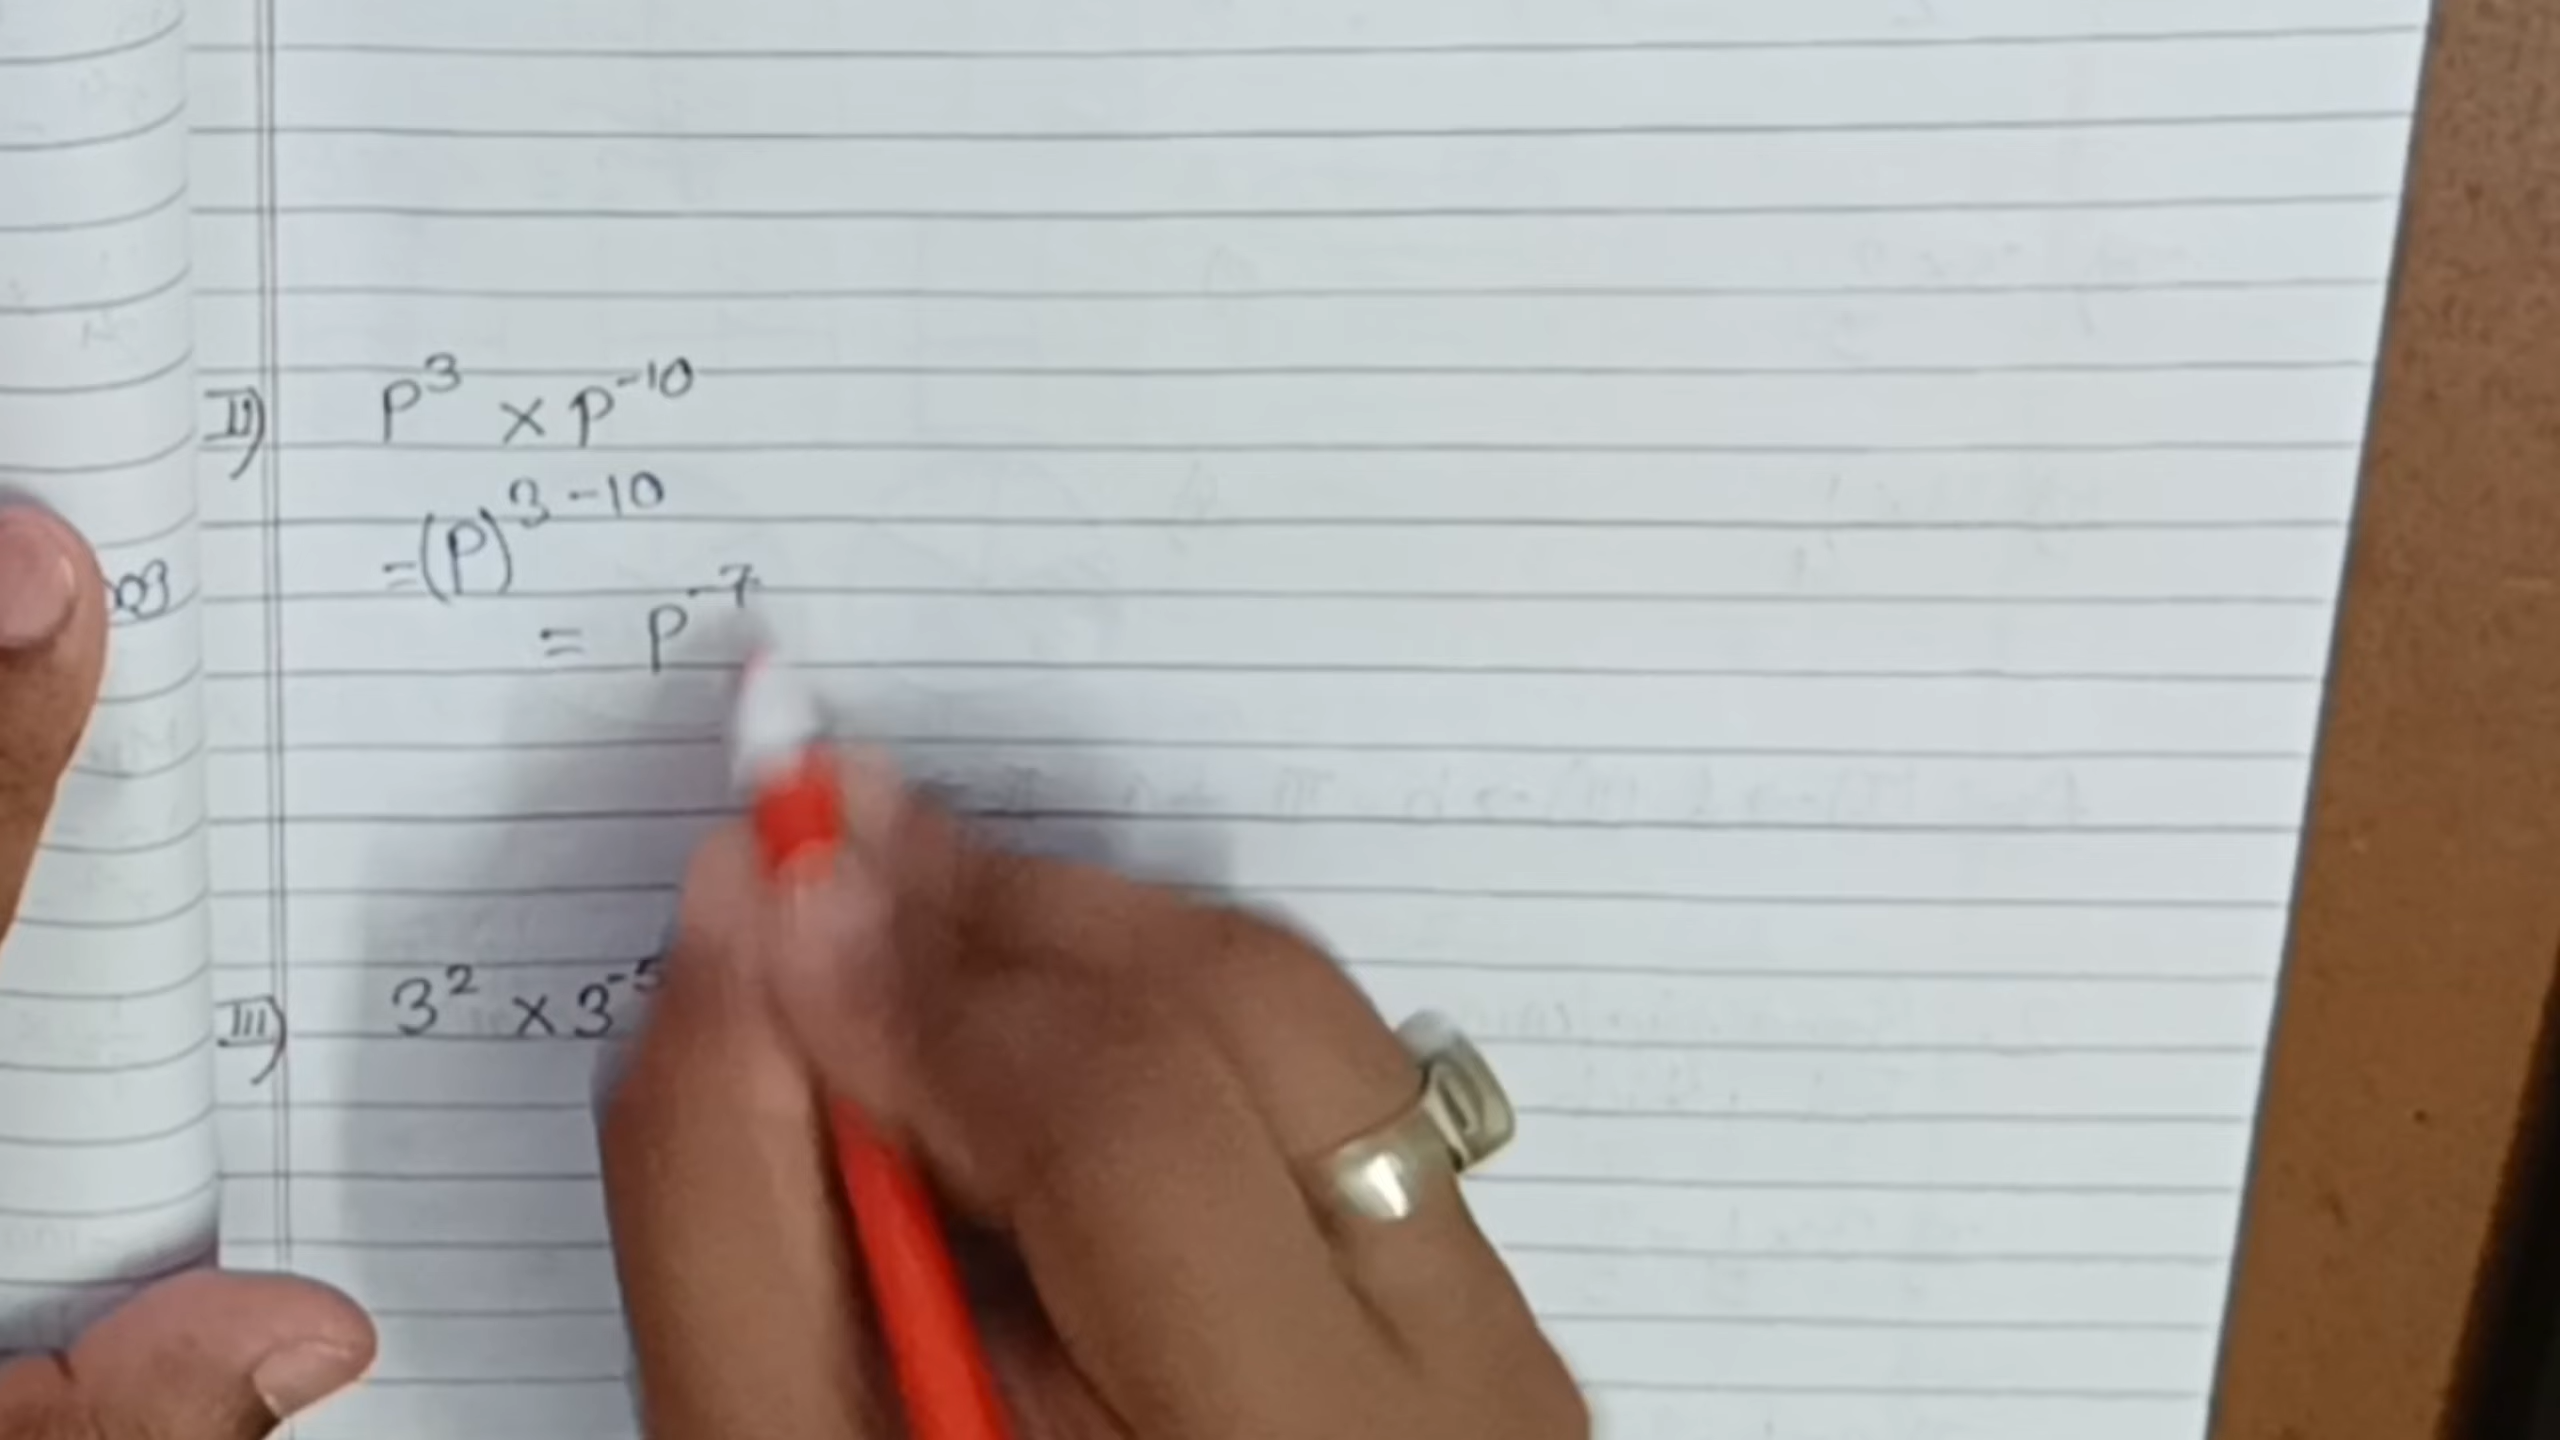 II) p³ × p⁻¹⁰
=(p)³⁻¹⁰
= p⁻⁷
III) 3² × 3⁻⁵